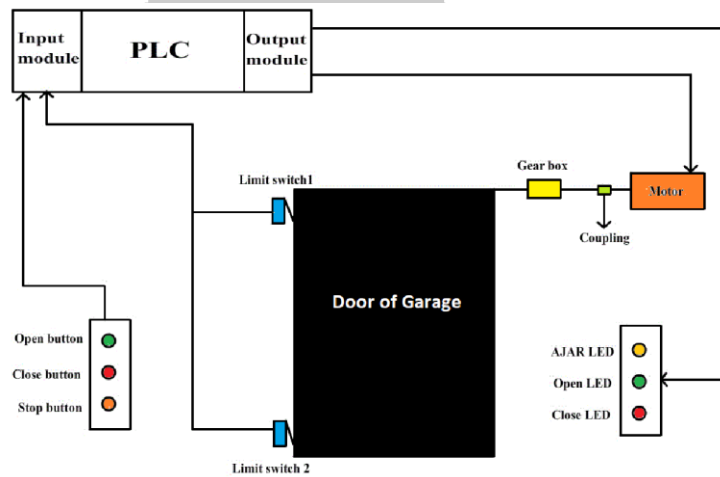 Input
module
PLC
Output
module
Gear box
Limit switch1
Motor
Coupling
Door of Garage
Open button
Close button
Stop button
AJAR LED
Open LED
Close LED
Limit switch 2